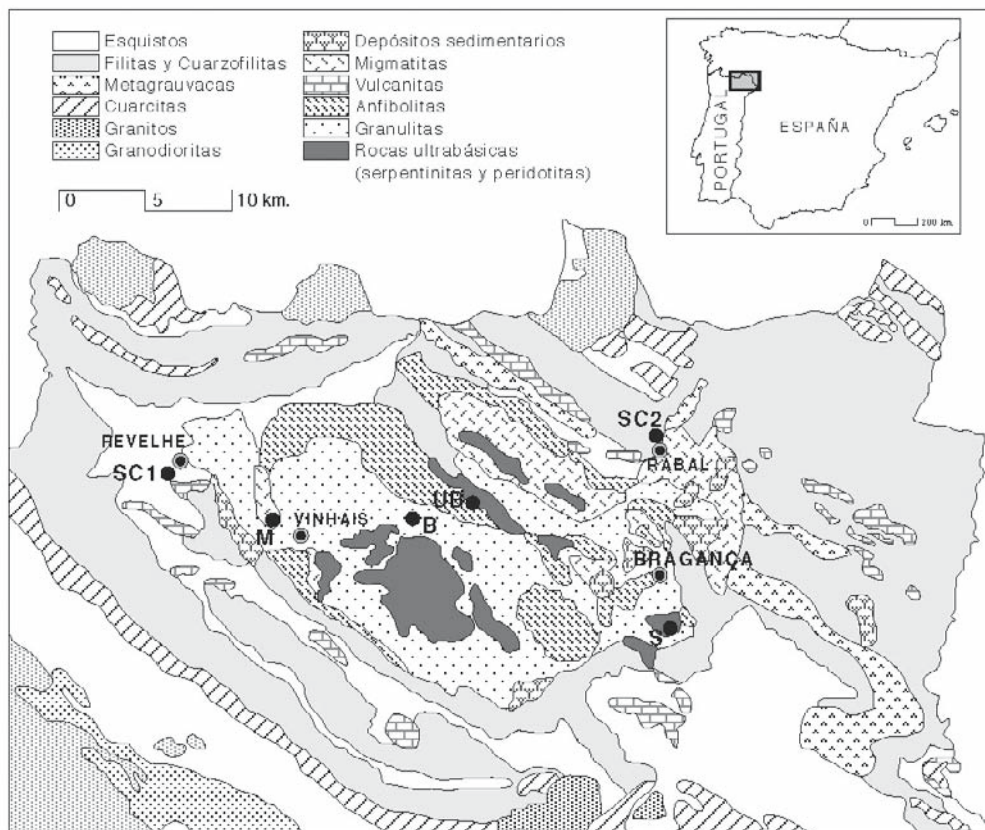 Esquistos
Filitas y Cuarzofilitas
Metagrauvacas
Cuarcitas
Granitos
Granodioritas
Depósitos sedimentarios
Migmatitas
Vulcanitas
Anfibolitas
Granulitas
Rocas ultrabásicas
(serpentinitas y peridotitas)
0 5 10 km.
PORTUGAL
ESPAÑA
0 200 km.
REVELHE
SC1
SC2
RABAL
M
VINHAIS
B
UB
BRAGANÇA
S